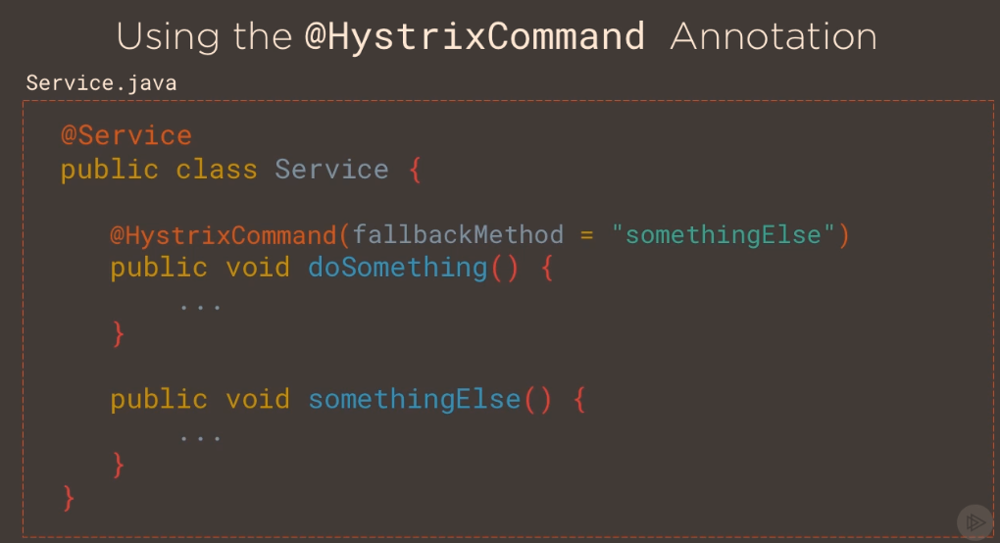 Using the @HystrixCommand Annotation
Service.java
@Service
public class Service {
@HystrixCommand(fallbackMethod = "somethingElse")
public void doSomething() {
...
}
public void somethingElse() {
...
}
}